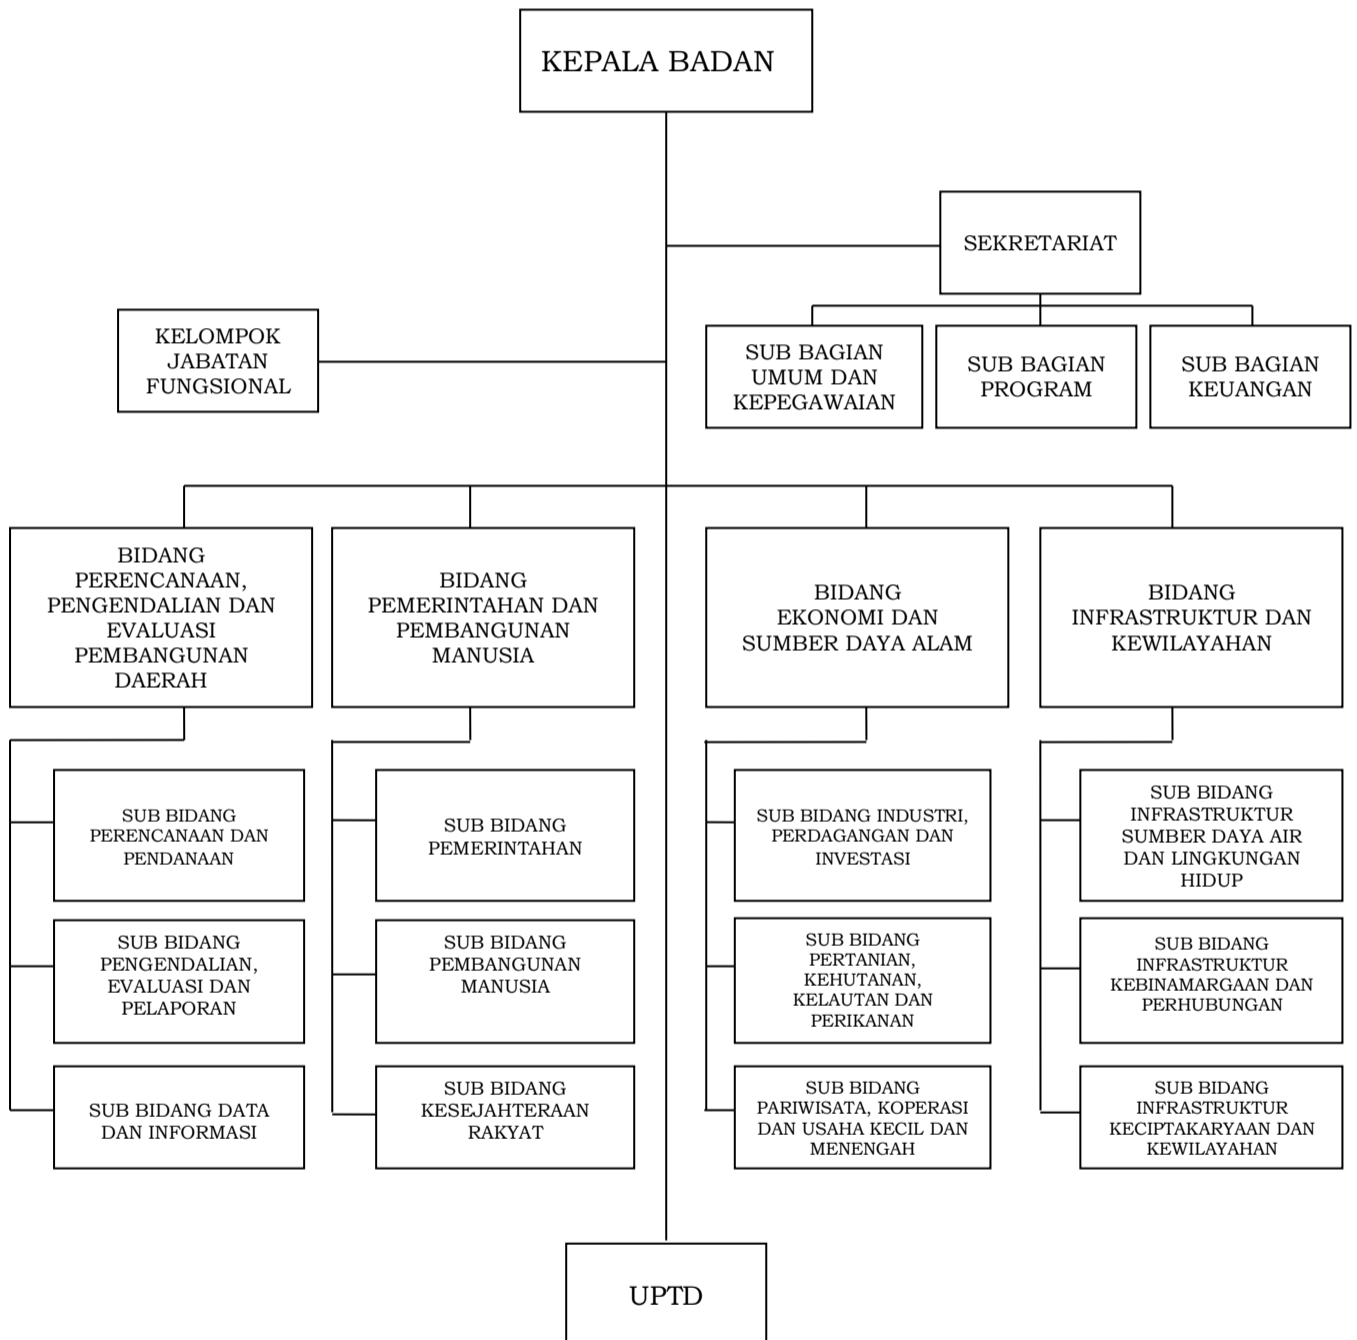 KEPALA BADAN
SEKRETARIAT
KELOMPOK
JABATAN
FUNGSIONAL
SUB BAGIAN
UMUM DAN
KEPEGAWAIAN
SUB BAGIAN
PROGRAM
SUB BAGIAN
KEUANGAN
BIDANG
PERENCANAAN,
PENGENDALIAN DAN
EVALUASI
PEMBANGUNAN
DAERAH
BIDANG
PEMERINTAHAN DAN
PEMBANGUNAN
MANUSIA
BIDANG
EKONOMI DAN
SUMBER DAYA ALAM
BIDANG
INFRASTRUKTUR DAN
KEWILAYAHAN
SUB BIDANG
PERENCANAAN DAN
PENDANAAN
SUB BIDANG
PEMERINTAHAN
SUB BIDANG INDUSTRI,
PERDAGANGAN DAN
INVESTASI
SUB BIDANG
INFRASTRUKTUR
SUMBER DAYA AIR
DAN LINGKUNGAN
HIDUP
SUB BIDANG
PENGENDALIAN,
EVALUASI DAN
PELAPORAN
SUB BIDANG
PEMBANGUNAN
MANUSIA
SUB BIDANG
PERTANIAN,
KEHUTANAN,
KELAUTAN DAN
PERIKANAN
SUB BIDANG
INFRASTRUKTUR
KEBINAMARGAAN DAN
PERHUBUNGAN
SUB BIDANG DATA
DAN INFORMASI
SUB BIDANG
KESEJAHTERAAN
RAKYAT
SUB BIDANG
PARIWISATA, KOPERASI
DAN USAHA KECIL DAN
MENENGAH
SUB BIDANG
INFRASTRUKTUR
KECIPTAKARYAAN DAN
KEWILAYAHAN
UPTD